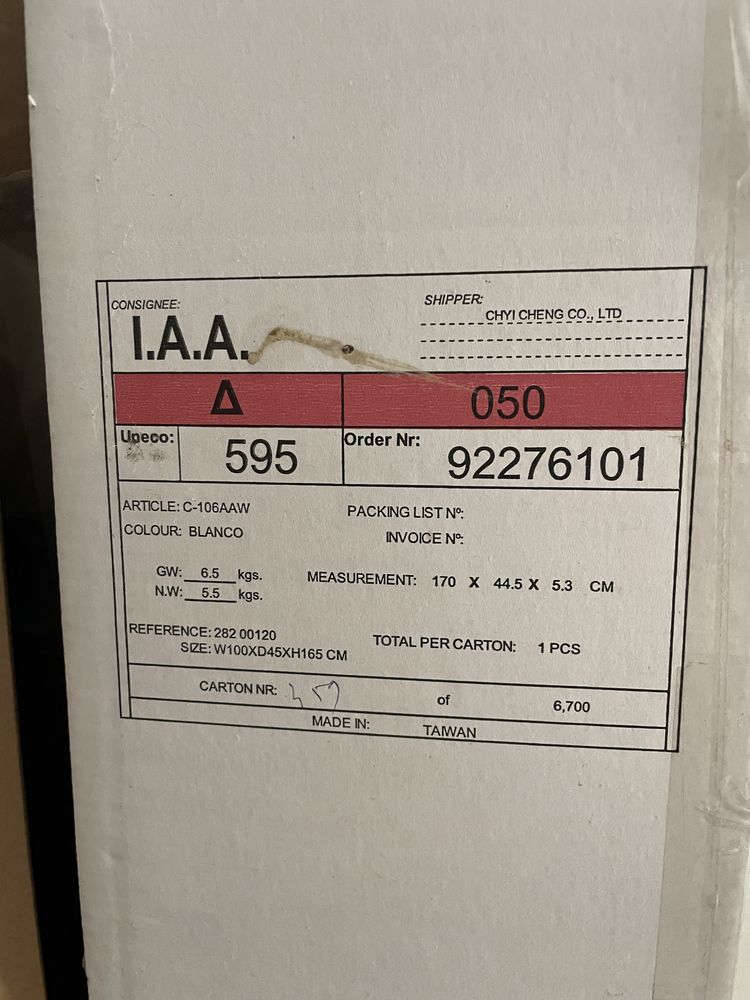 CONSIGNEE:
I.A.A.
SHIPPER:
CHYI CHENG CO., LTD
Δ 050
Uneco: 595 Order Nr: 92276101
ARTICLE: C-106AAW PACKING LIST Nº:
COLOUR: BLANCO INVOICE Nº:
GW: 6.5 kgs. MEASUREMENT: 170 X 44.5 X 5.3 CM
N.W: 5.5 kgs.
REFERENCE: 282 00120 TOTAL PER CARTON: 1 PCS
SIZE: W100XD45XH165 CM
CARTON NR: of 6,700
MADE IN: TAIWAN